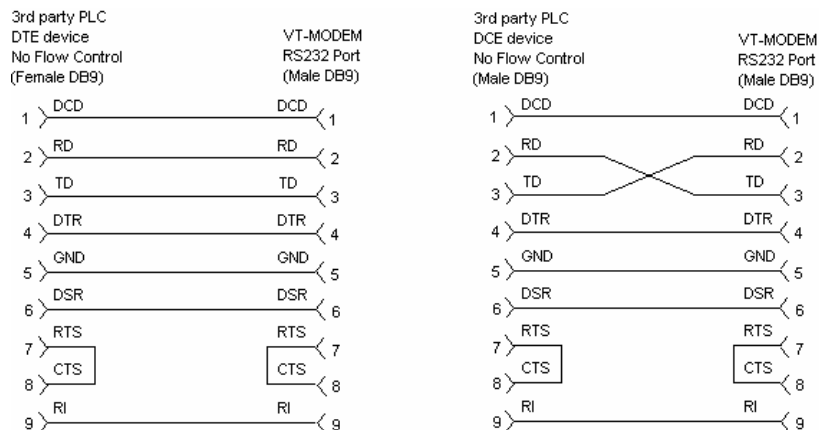 3rd party PLC
DTE device
No Flow Control
(Female DB9)
VT-MODEM
RS232 Port
(Male DB9)
1 DCD DCD 1
2 RD RD 2
3 TD TD 3
4 DTR DTR 4
5 GND GND 5
6 DSR DSR 6
7 RTS RTS 7
8 CTS CTS 8
9 RI RI 9
3rd party PLC
DCE device
No Flow Control
(Male DB9)
VT-MODEM
RS232 Port
(Male DB9)
1 DCD DCD 1
2 RD RD 2
3 TD TD 3
4 DTR DTR 4
5 GND GND 5
6 DSR DSR 6
7 RTS RTS 7
8 CTS CTS 8
9 RI RI 9